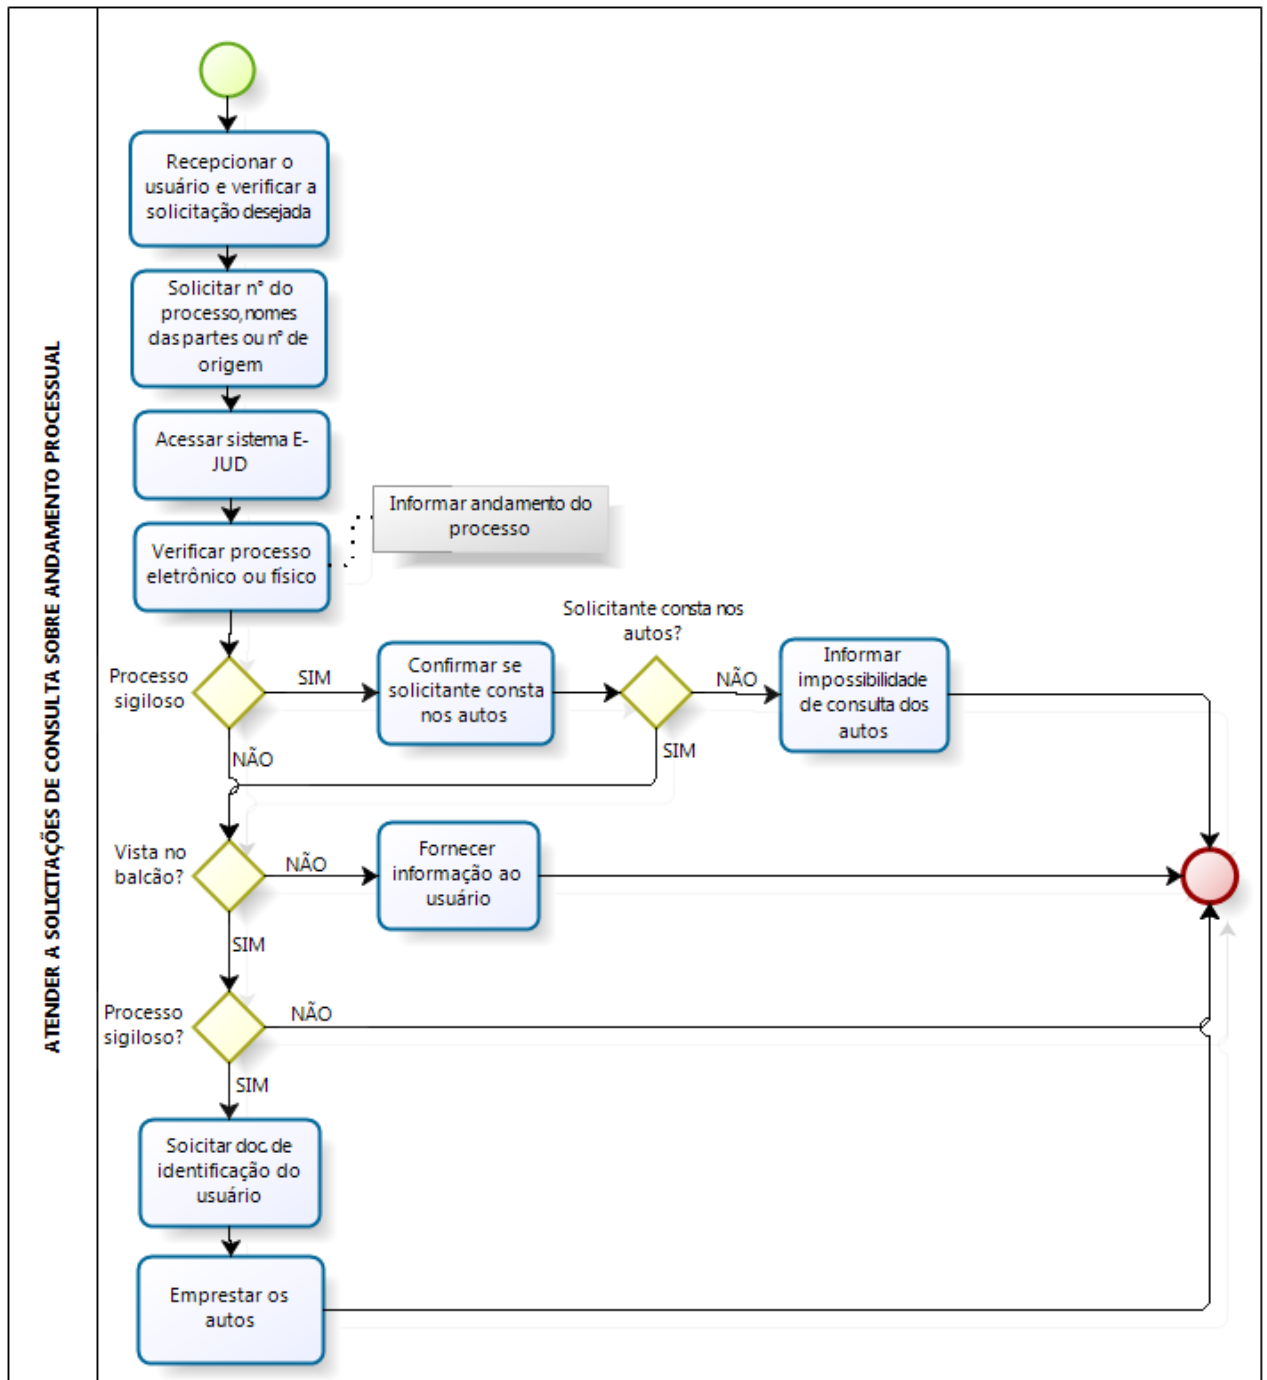 ATENDER A SOLICITAÇÕES DE CONSULTA SOBRE ANDAMENTO PROCESSUAL
Recepcionar o
usuário e verificar a
solicitação desejada
Solicitar n° do
processo,nomes
das partes ou n° de
origem
Acessar sistema E-
JUD
Verificar processo
eletrônico ou físico
Informar andamento do
processo
Processo
sigiloso
SIM
Confirmar se
solicitante consta
nos autos
Solicitante consta nos
autos?
NÃO
Informar
impossibilidade
de consulta dos
autos
SIM
NÃO
Vista no
balcão?
NÃO
Fornecer
informação ao
usuário
SIM
Processo
sigiloso?
NÃO
SIM
Soicitar doc. de
identificação do
usuário
Emprestar os
autos